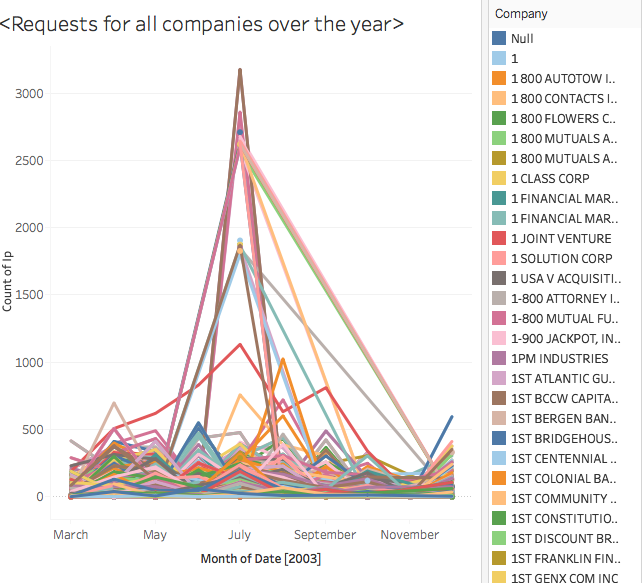 <Requests for all companies over the year>
3000
2500
2000
1500
1000
500
0
Count of Ip
March May July September November
Month of Date [2003]
Company
Null
1
1 800 AUTOTOW I..
1 800 CONTACTS I..
1 800 FLOWERS C..
1 800 MUTUALS A..
1 800 MUTUALS A..
1 CLASS CORP
1 FINANCIAL MAR..
1 FINANCIAL MAR..
1 JOINT VENTURE
1 SOLUTION CORP
1 USA V ACQUISITI..
1-800 ATTORNEY I..
1-800 MUTUAL FU..
1-900 JACKPOT, IN..
1PM INDUSTRIES
1ST ATLANTIC GU..
1ST BCCW CAPITA..
1ST BERGEN BAN..
1ST BRIDGEHOUS..
1ST CENTENNIAL ..
1ST COLONIAL BA..
1ST COMMUNITY ..
1ST CONSTITUTIO..
1ST DISCOUNT BR..
1ST FRANKLIN FIN..
1ST GENX COM INC